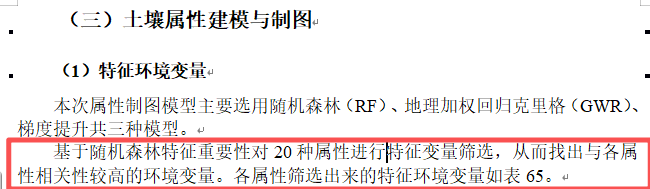 （三）土壤属性建模与制图
（1）特征环境变量
本次属性制图模型主要选用随机森林（RF）、地理加权回归克里格（GWR）、
梯度提升共三种模型。
基于随机森林特征重要性对 20 种属性进行特征变量筛选，从而找出与各属
性相关性较高的环境变量。各属性筛选出来的特征环境变量如表 65。